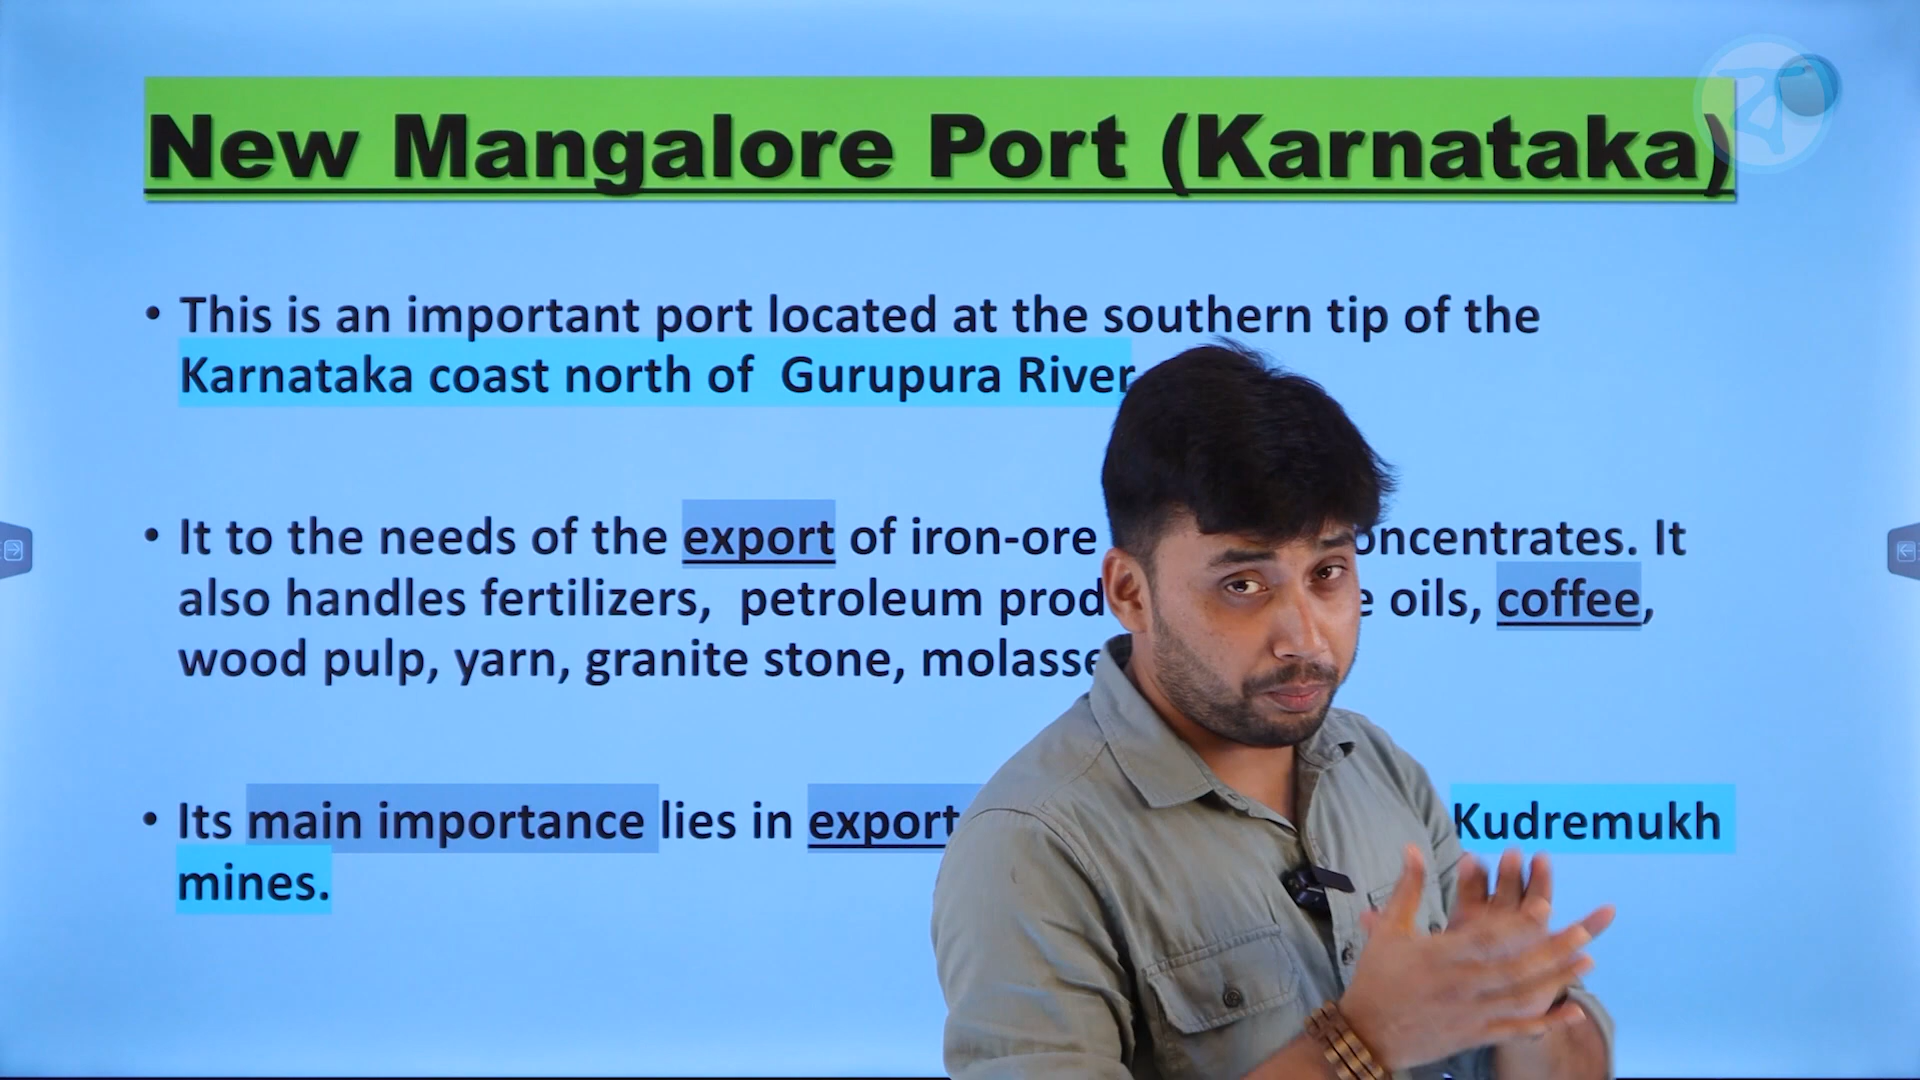 New Mangalore Port (Karnataka)
• This is an important port located at the southern tip of the
Karnataka coast north of Gurupura River
• It to the needs of the export of iron-ore oncentrates. It
also handles fertilizers, petroleum prod e oils, coffee,
wood pulp, yarn, granite stone, molasse
• Its main importance lies in export Kudremukh
mines.